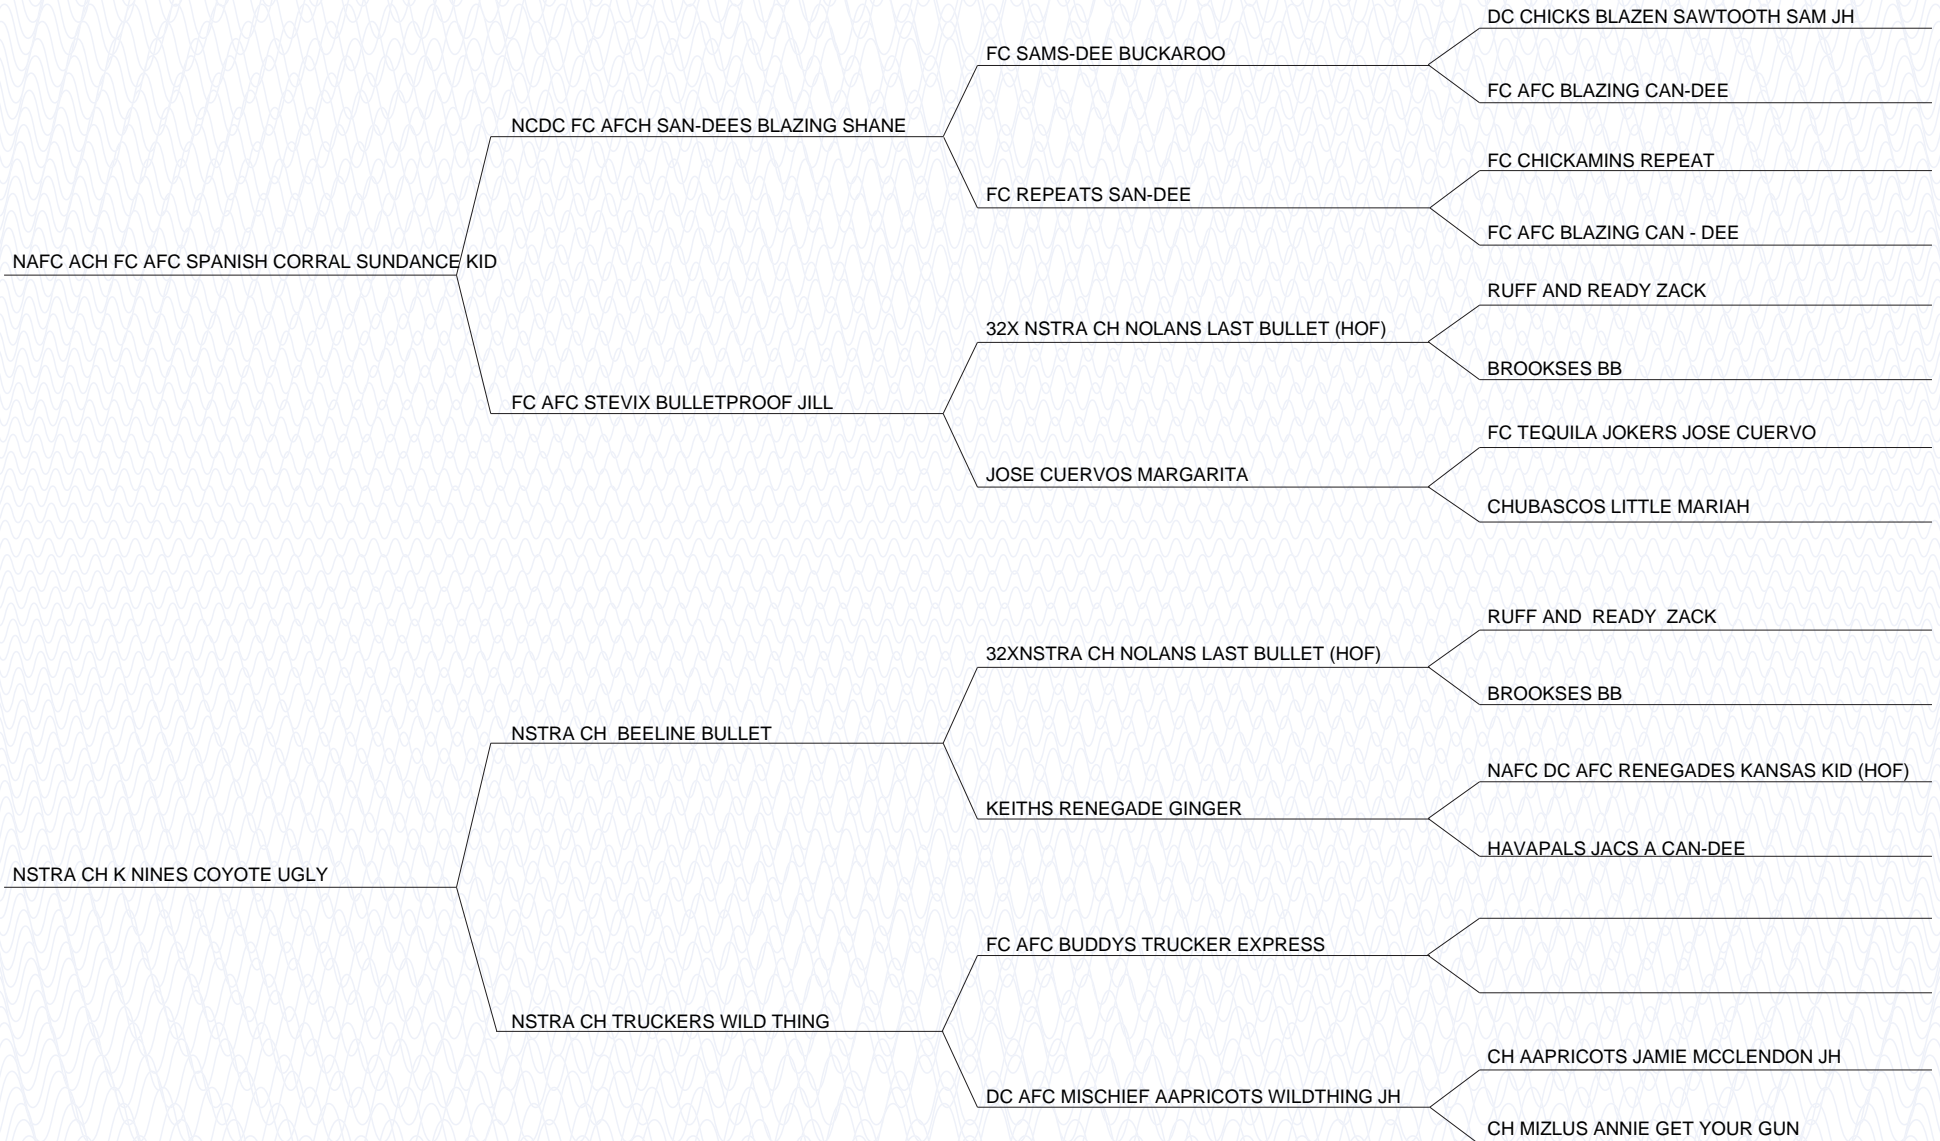 DC CHICKS BLAZEN SAWTOOTH SAM JH
FC SAMS-DEE BUCKAROO
FC AFC BLAZING CAN-DEE
NCDC FC AFCH SAN-DEES BLAZING SHANE
FC CHICKAMINS REPEAT
FC REPEATS SAN-DEE
FC AFC BLAZING CAN - DEE
NAFC ACH FC AFC SPANISH CORRAL SUNDANCE KID
RUFF AND READY ZACK
32X NSTRA CH NOLANS LAST BULLET (HOF)
BROOKSES BB
FC AFC STEVIX BULLETPROOF JILL
FC TEQUILA JOKERS JOSE CUERVO
JOSE CUERVOS MARGARITA
CHUBASCOS LITTLE MARIAH
RUFF AND  READY  ZACK
32XNSTRA CH NOLANS LAST BULLET (HOF)
BROOKSES BB
NSTRA CH  BEELINE BULLET
NAFC DC AFC RENEGADES KANSAS KID (HOF)
KEITHS RENEGADE GINGER
HAVAPALS JACS A CAN-DEE
NSTRA CH K NINES COYOTE UGLY
FC AFC BUDDYS TRUCKER EXPRESS
NSTRA CH TRUCKERS WILD THING
CH AAPRICOTS JAMIE MCCLENDON JH
DC AFC MISCHIEF AAPRICOTS WILDTHING JH
CH MIZLUS ANNIE GET YOUR GUN